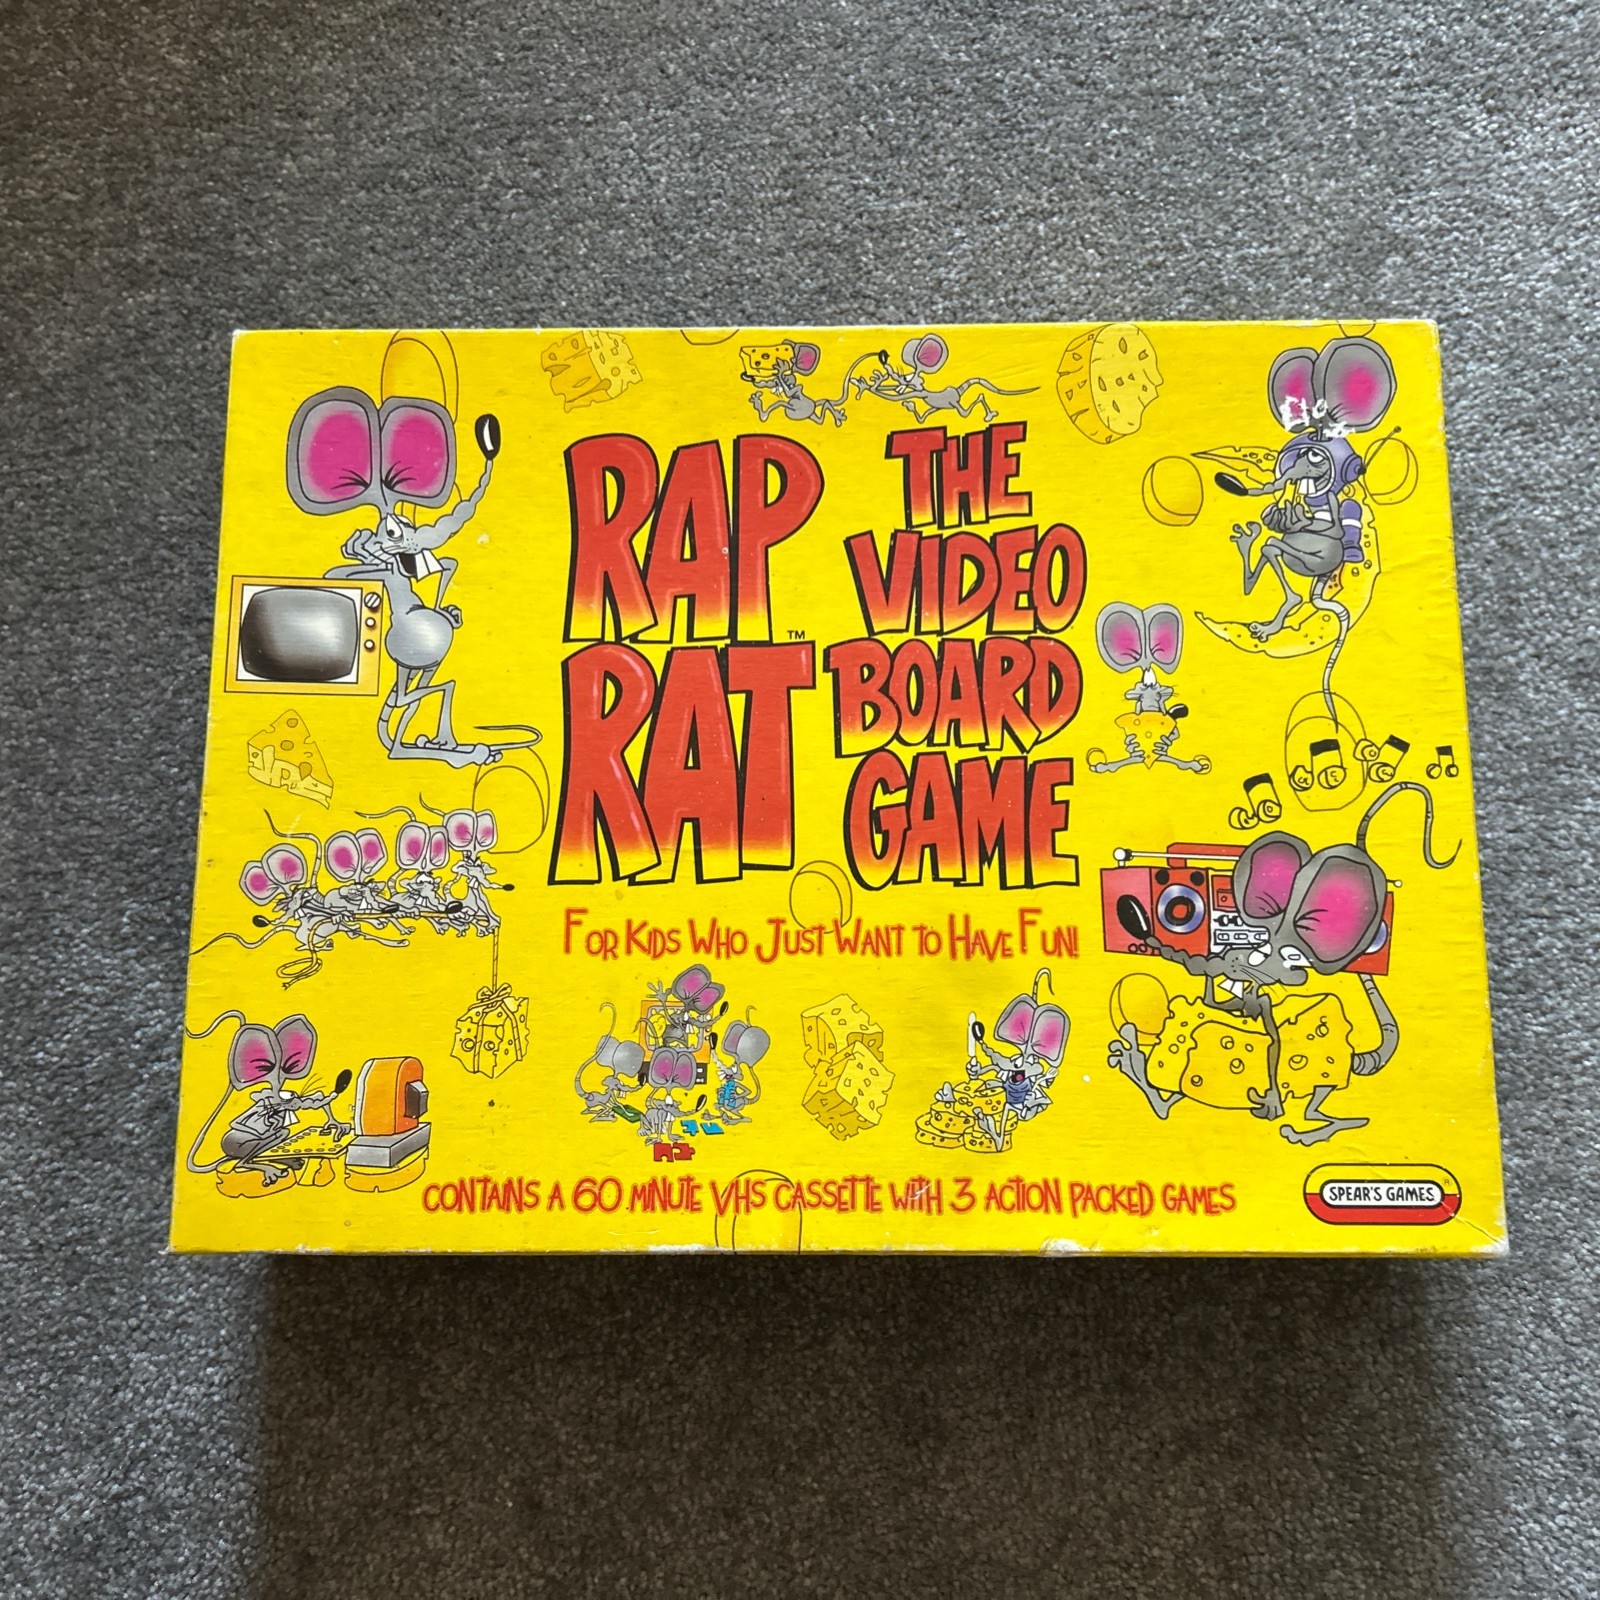 RAP
RAT™
THE
VIDEO
BOARD
GAME
FOR KIDS WHO JUST WANT TO HAVE FUN!
CONTAINS A 60 MINUTE VHS CASSETTE WITH 3 ACTION PACKED GAMES
SPEAR'S GAMES®